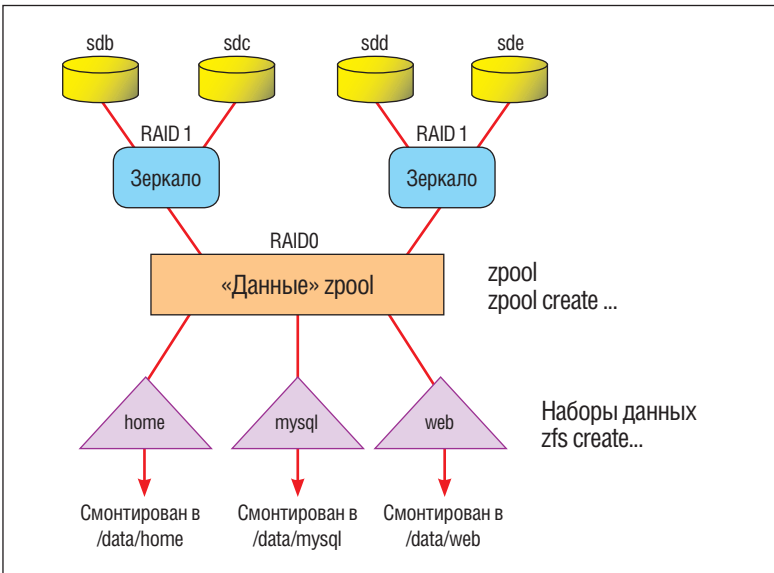 sdb
sdc
sdd
sde
RAID 1
RAID 1
Зеркало
Зеркало
RAID0
«Данные» zpool
zpool
zpool create ...
home
mysql
web
Наборы данных
zfs create...
Смонтирован в
/data/home
Смонтирован в
/data/mysql
Смонтирован в
/data/web